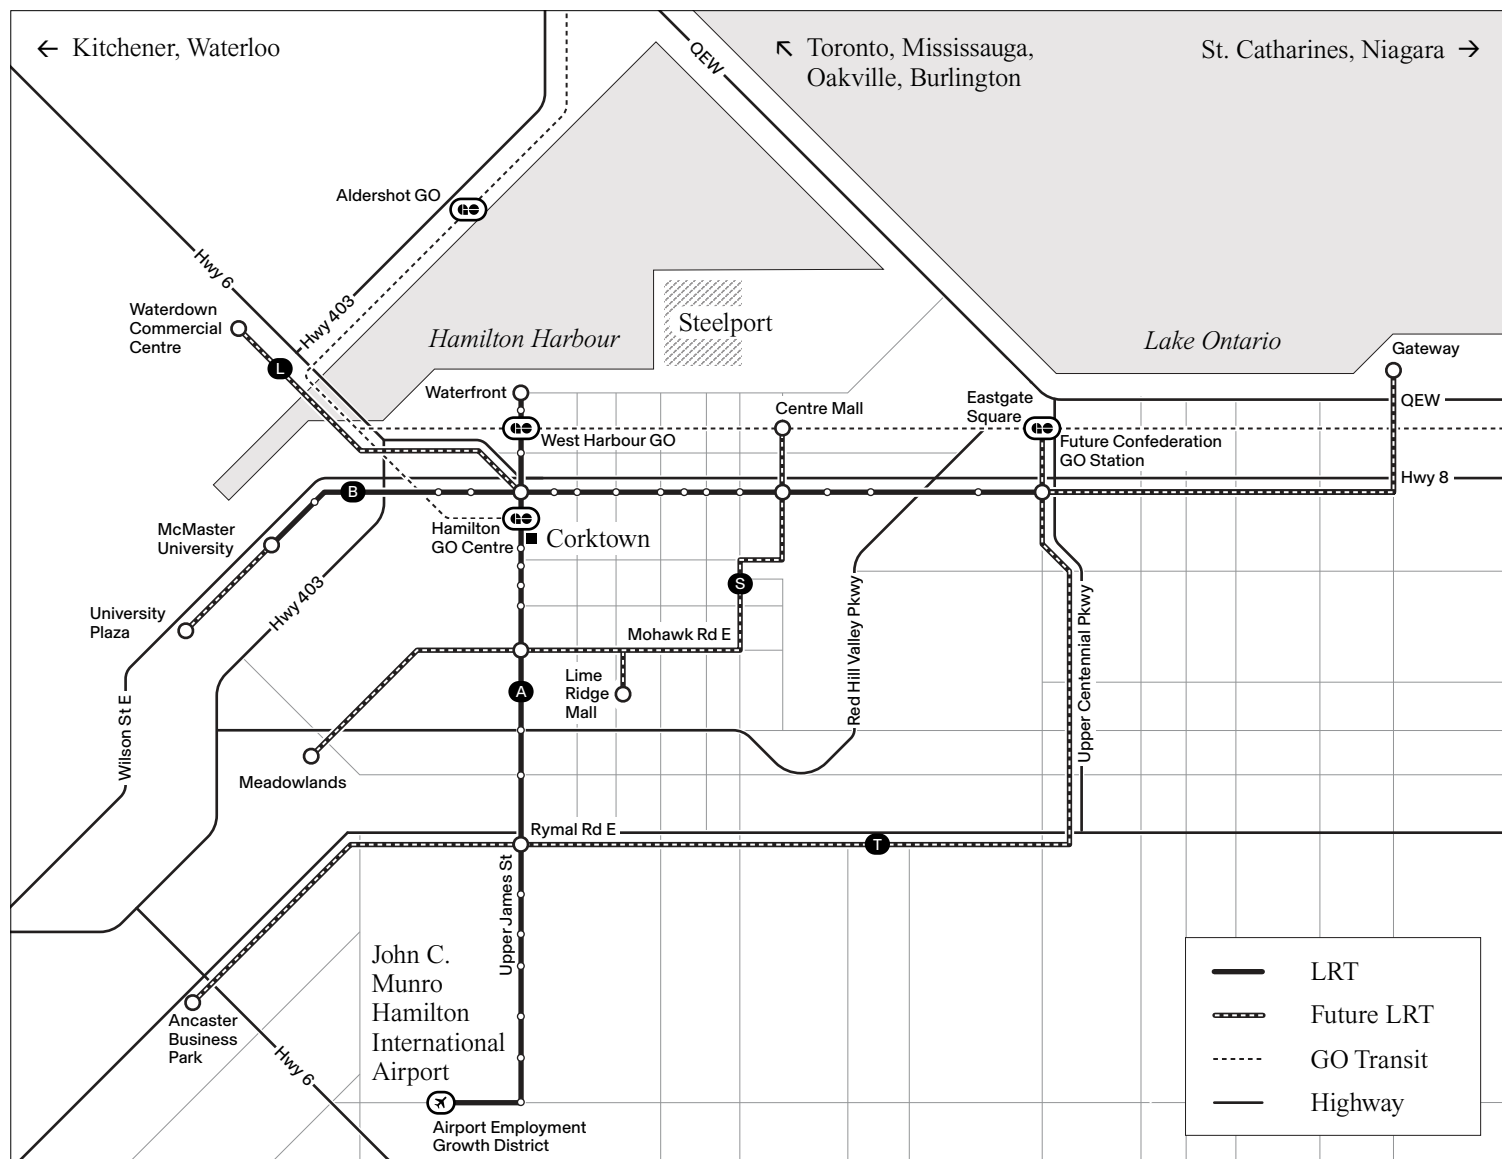 ← Kitchener, Waterloo
↖ Toronto, Mississauga,
Oakville, Burlington
St. Catharines, Niagara →
QEW
Aldershot GO
Hwy 6
Hwy 403
Waterdown
Commercial
Centre
L
Hamilton Harbour
Steelport
Lake Ontario
Gateway
QEW
Waterfront
Centre Mall
Eastgate
Square
West Harbour GO
Future Confederation
GO Station
Hwy 8
B
McMaster
University
Hamilton
GO Centre
Corktown
S
University
Plaza
Hwy 403
Mohawk Rd E
Lime
Ridge
Mall
A
Red Hill Valley Pkwy
Upper Centennial Pkwy
Wilson St E
Meadowlands
Rymal Rd E
T
Upper James St
John C.
Munro
Hamilton
International
Airport
Ancaster
Business
Park
Hwy 6
Airport Employment
Growth District
LRT
Future LRT
GO Transit
Highway